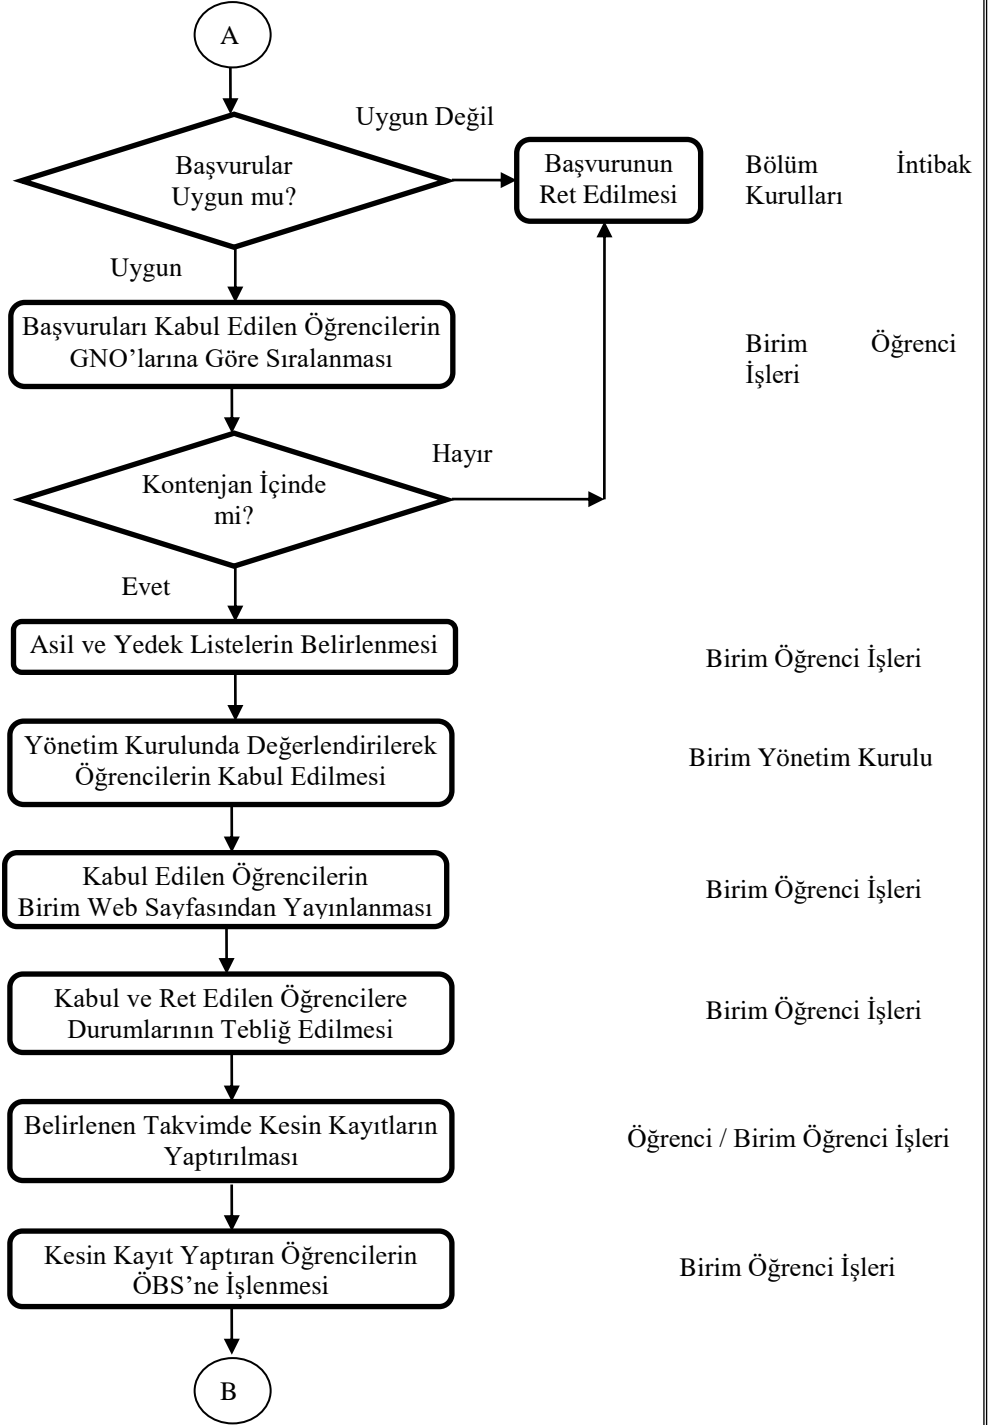 A
Uygun Değil
Başvurular
Uygun mu?
Başvurunun
Ret Edilmesi
Bölüm İntibak
Kurulları
Uygun
Başvuruları Kabul Edilen Öğrencilerin
GNO’larına Göre Sıralanması
Birim Öğrenci
İşleri
Hayır
Kontenjan İçinde
mi?
Evet
Asil ve Yedek Listelerin Belirlenmesi
Birim Öğrenci İşleri
Yönetim Kurulunda Değerlendirilerek
Öğrencilerin Kabul Edilmesi
Birim Yönetim Kurulu
Kabul Edilen Öğrencilerin
Birim Web Sayfasından Yayınlanması
Birim Öğrenci İşleri
Kabul ve Ret Edilen Öğrencilere
Durumlarının Tebliğ Edilmesi
Birim Öğrenci İşleri
Belirlenen Takvimde Kesin Kayıtların
Yaptırılması
Öğrenci / Birim Öğrenci İşleri
Kesin Kayıt Yaptıran Öğrencilerin
ÖBS’ne İşlenmesi
Birim Öğrenci İşleri
B